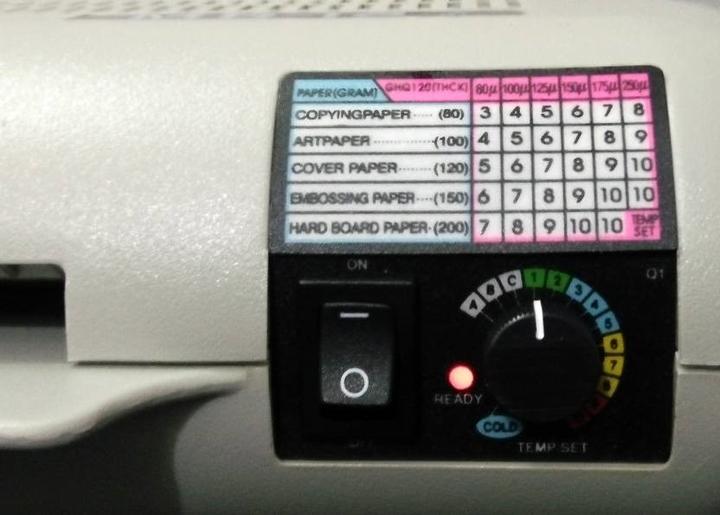 PAPER(GRAM) GHQ120(THCK) 80μ 100μ 125μ 150μ 175μ 250μ
COPYINGPAPER ···· (80) 3 4 5 6 7 8
ARTPAPER ············ (100) 4 5 6 7 8 9
COVER PAPER ······· (120) 5 6 7 8 9 10
EMBOSSING PAPER ···· (150) 6 7 8 9 10 10
HARD BOARD PAPER · (200) 7 8 9 10 10 TEMP SET
ON
Q1
A B C 1 2 3 4 5 6 7 8
READY
COLD
TEMP SET